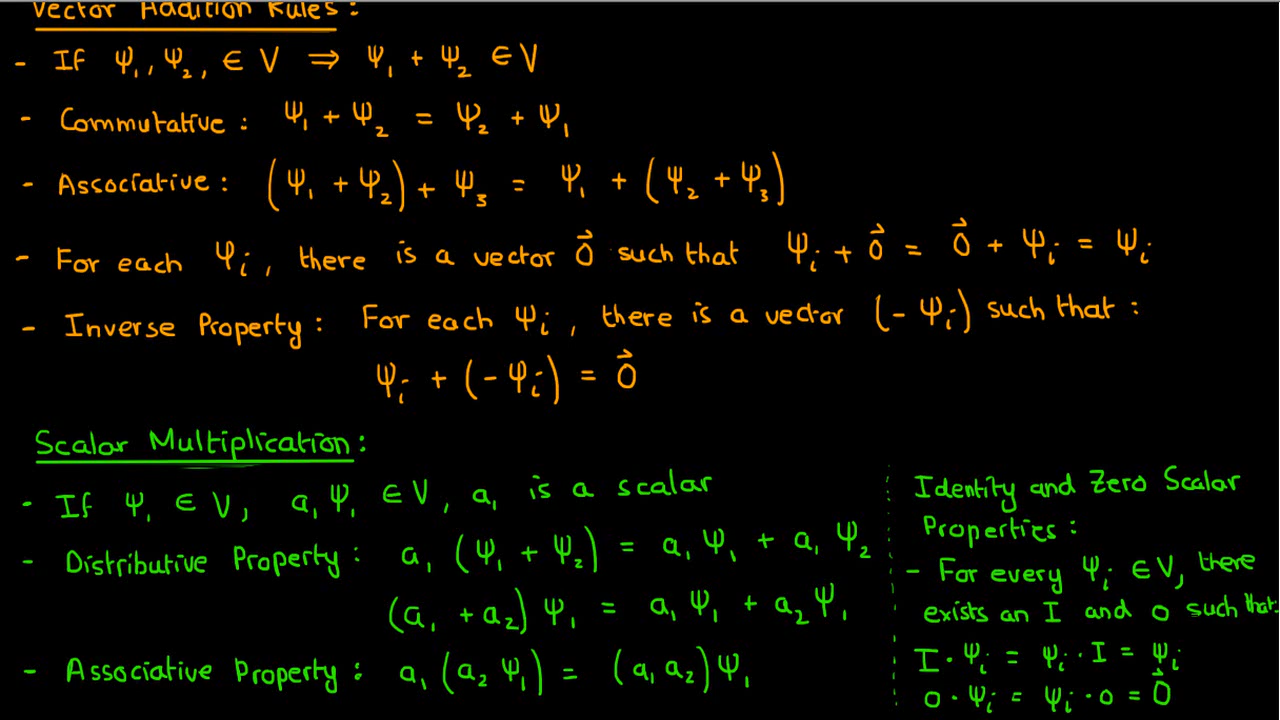 Vector Addition Rules:
- If Ψ₁, Ψ₂, ∈ V ⇒ Ψ₁ + Ψ₂ ∈ V
- Commutative: Ψ₁ + Ψ₂ = Ψ₂ + Ψ₁
- Associative: (Ψ₁ + Ψ₂) + Ψ₃ = Ψ₁ + (Ψ₂ + Ψ₃)
- For each Ψᵢ, there is a vector 0⃗ such that Ψᵢ + 0⃗ = 0⃗ + Ψᵢ = Ψᵢ
- Inverse Property: For each Ψᵢ, there is a vector (-Ψᵢ) such that:
Ψᵢ + (-Ψᵢ) = 0⃗
Scalar Multiplication:
- If Ψ₁ ∈ V, a₁Ψ₁ ∈ V, a₁ is a scalar
- Distributive Property: a₁(Ψ₁ + Ψ₂) = a₁Ψ₁ + a₁Ψ₂
(a₁ + a₂)Ψ₁ = a₁Ψ₁ + a₂Ψ₁
- Associative Property: a₁(a₂Ψ₁) = (a₁a₂)Ψ₁
Identity and Zero Scalar
Properties:
- For every Ψᵢ ∈ V, there
exists an I and 0 such that:
I·Ψᵢ = Ψᵢ·I = Ψᵢ
0·Ψᵢ = Ψᵢ·0 = 0⃗